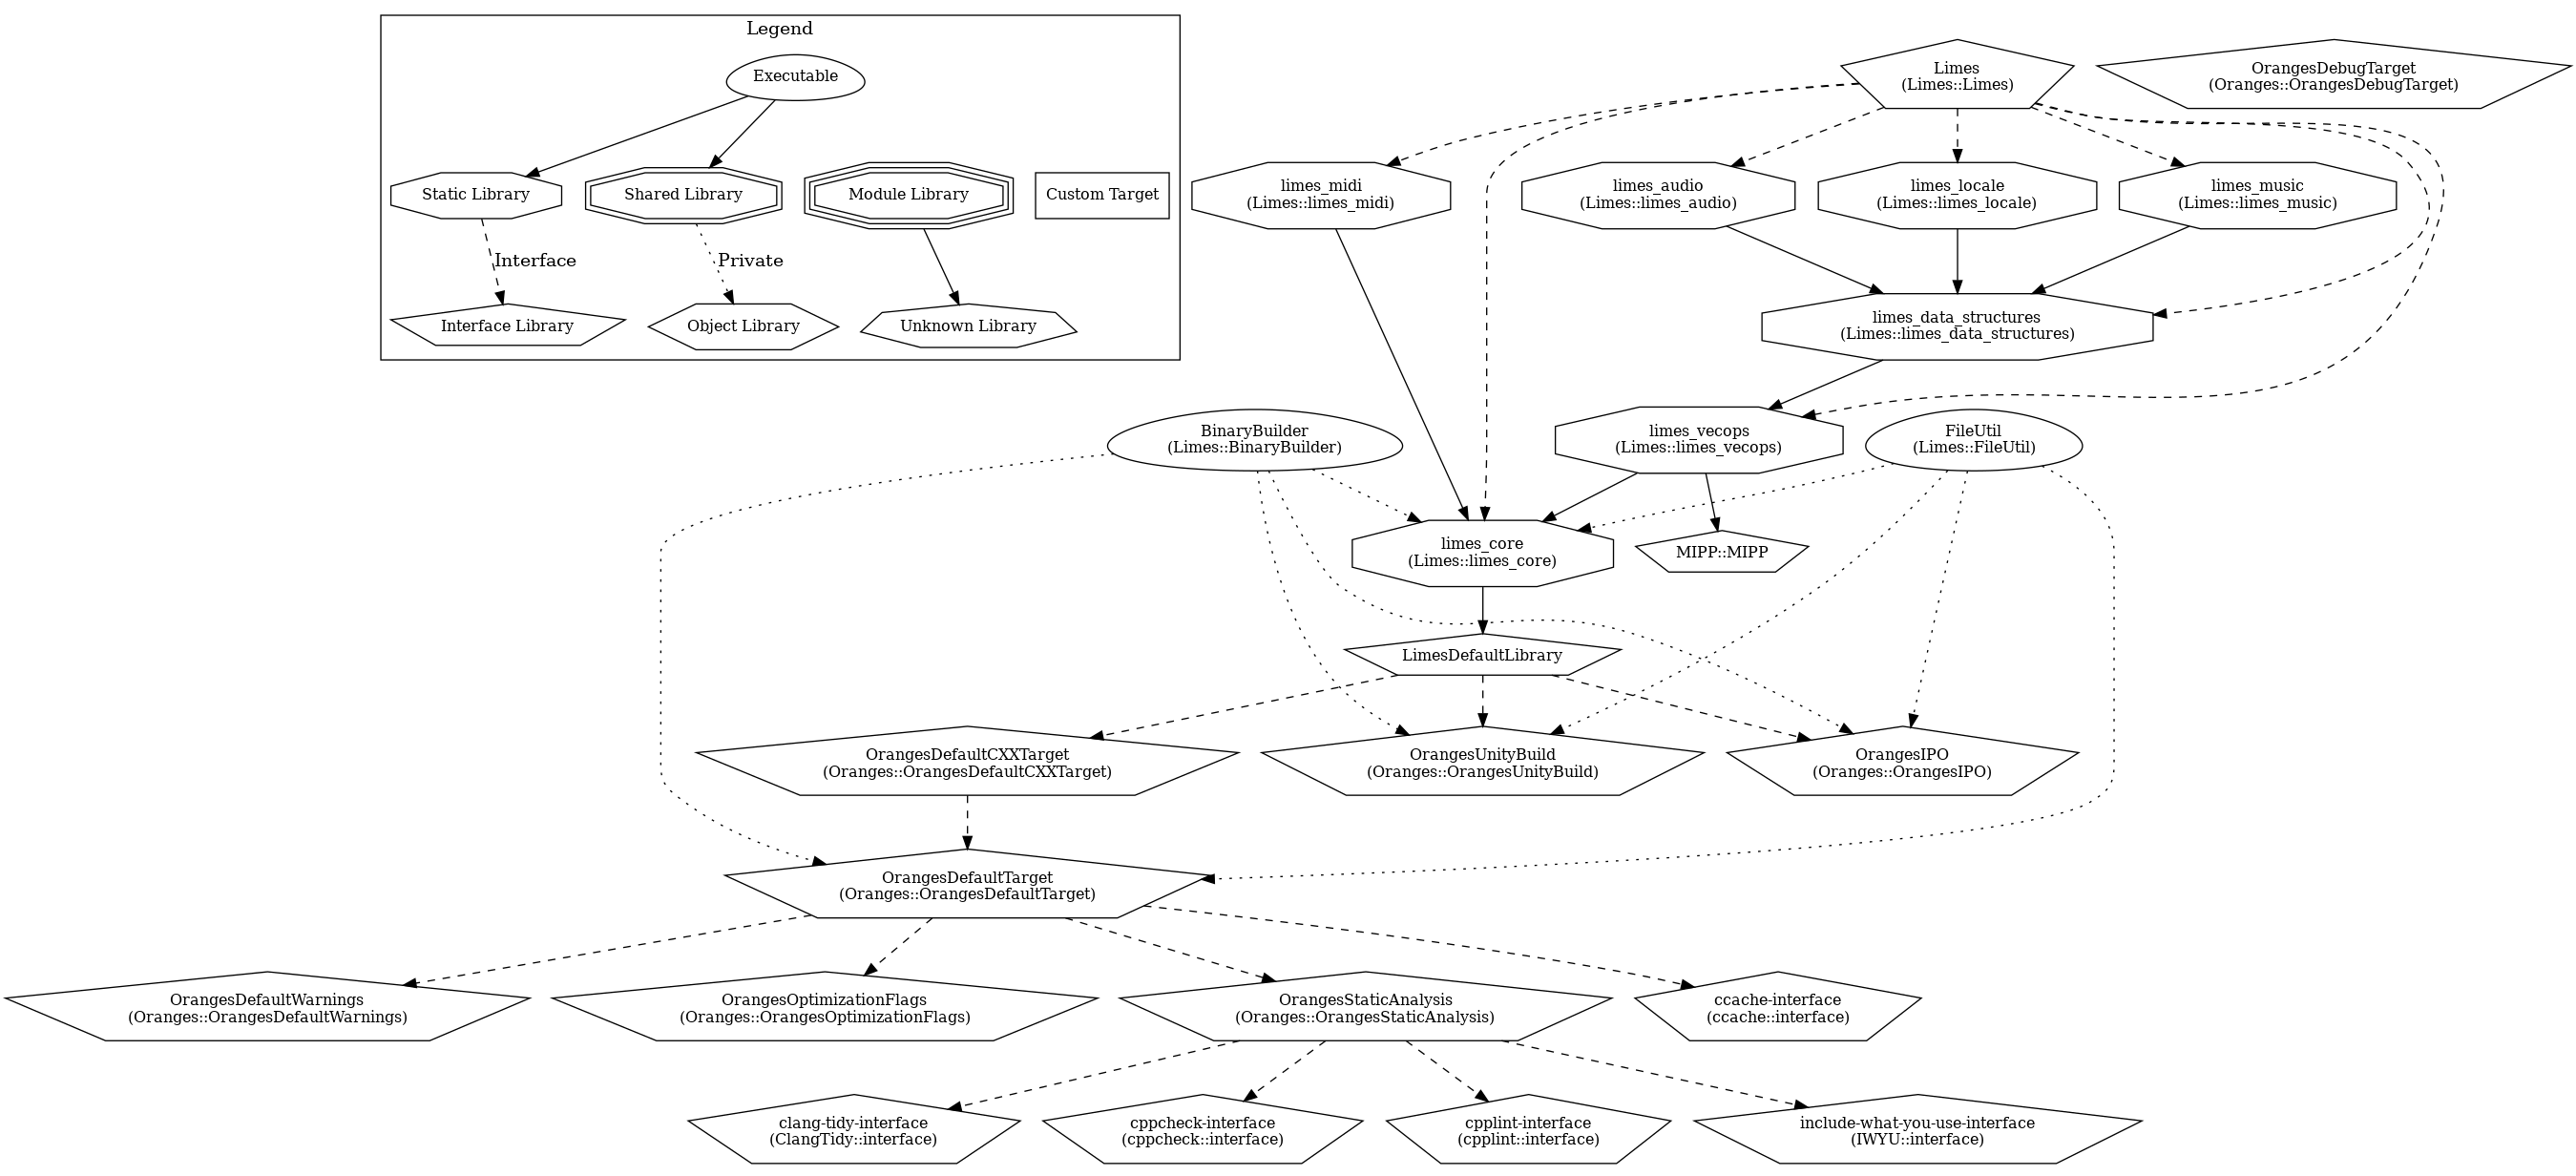 Legend
Executable
Static Library
Shared Library
Module Library
Custom Target
Interface
Private
Interface Library
Object Library
Unknown Library
Limes
(Limes::Limes)
OrangesDebugTarget
(Oranges::OrangesDebugTarget)
limes_midi
(Limes::limes_midi)
limes_audio
(Limes::limes_audio)
limes_locale
(Limes::limes_locale)
limes_music
(Limes::limes_music)
limes_data_structures
(Limes::limes_data_structures)
BinaryBuilder
(Limes::BinaryBuilder)
limes_vecops
(Limes::limes_vecops)
FileUtil
(Limes::FileUtil)
limes_core
(Limes::limes_core)
MIPP::MIPP
LimesDefaultLibrary
OrangesDefaultCXXTarget
(Oranges::OrangesDefaultCXXTarget)
OrangesUnityBuild
(Oranges::OrangesUnityBuild)
OrangesIPO
(Oranges::OrangesIPO)
OrangesDefaultTarget
(Oranges::OrangesDefaultTarget)
OrangesDefaultWarnings
(Oranges::OrangesDefaultWarnings)
OrangesOptimizationFlags
(Oranges::OrangesOptimizationFlags)
OrangesStaticAnalysis
(Oranges::OrangesStaticAnalysis)
ccache-interface
(ccache::interface)
clang-tidy-interface
(ClangTidy::interface)
cppcheck-interface
(cppcheck::interface)
cpplint-interface
(cpplint::interface)
include-what-you-use-interface
(IWYU::interface)